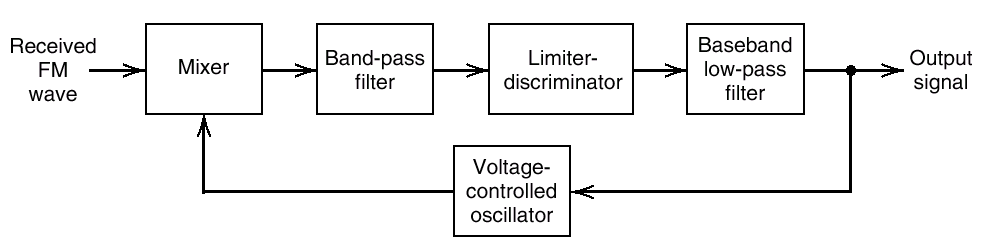 Received
FM
wave
Mixer
Band-pass
filter
Limiter-
discriminator
Baseband
low-pass
filter
Output
signal
Voltage-
controlled
oscillator